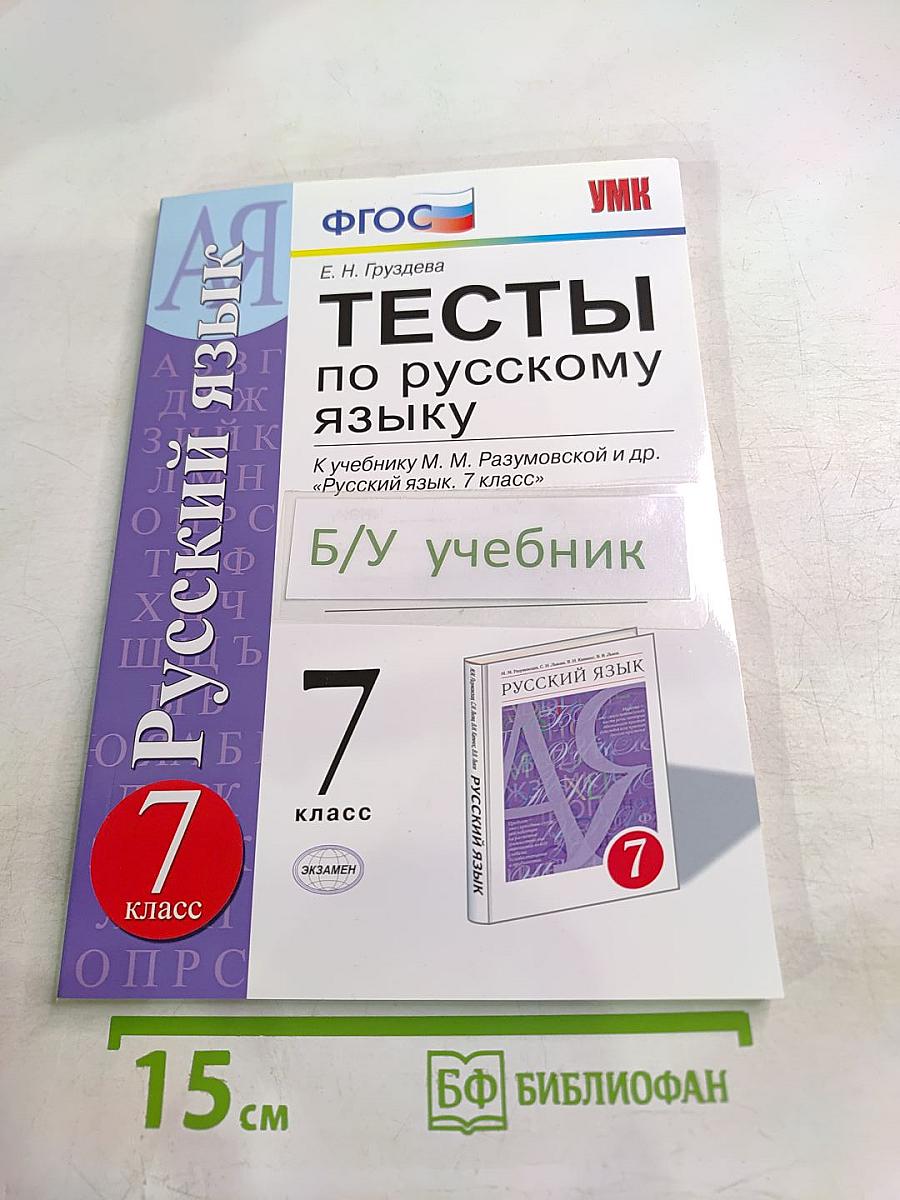 ФГОС
УМК
Е. Н. Груздева
ТЕСТЫ
по русскому
языку
К учебнику М. М. Разумовской и др.
«Русский язык. 7 класс»
Б/У учебник
7
класс
ЭКЗАМЕН
Русский язык
АЯ
7
класс
О П Р С
РУССКИЙ ЯЗЫК
РУССКИЙ ЯЗЫК
7
15 см
БФ БИБЛИОФАН